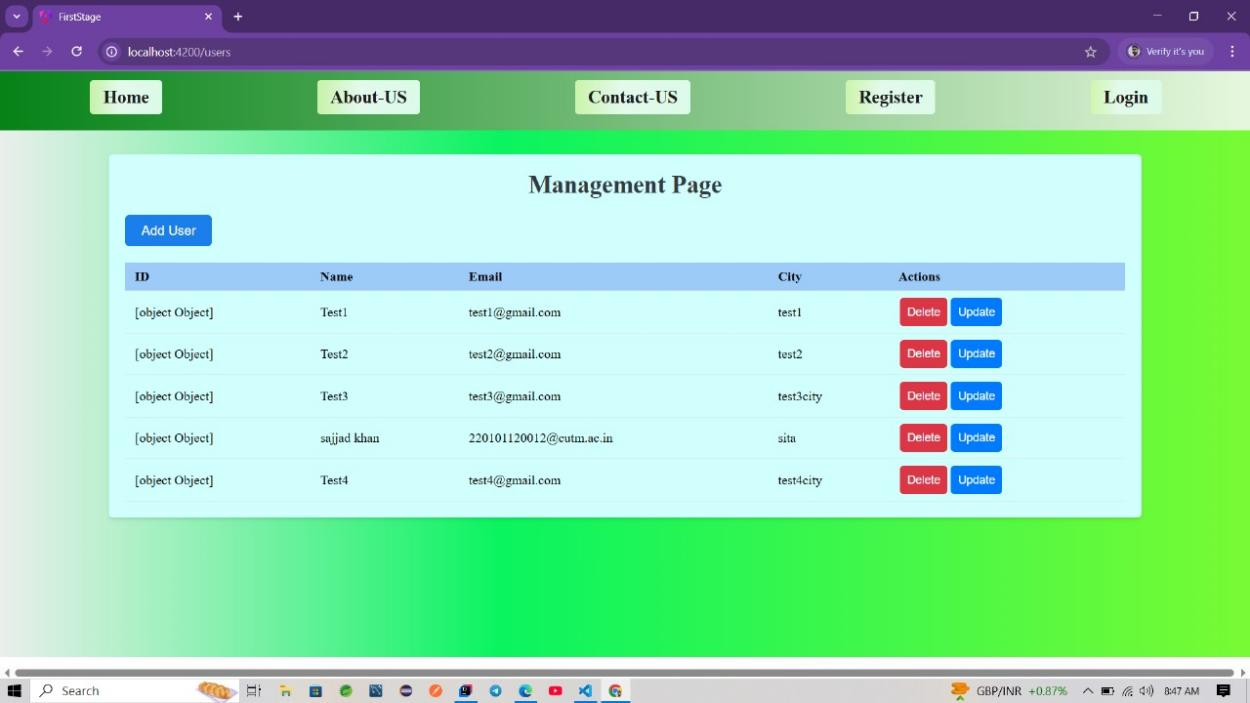 FirstStage
localhost:4200/users
Verify it's you
Home About-US Contact-US Register Login
Management Page
Add User
ID Name Email City Actions
[object Object] Test1 test1@gmail.com test1 Delete Update
[object Object] Test2 test2@gmail.com test2 Delete Update
[object Object] Test3 test3@gmail.com test3city Delete Update
[object Object] sajjad khan 220101120012@cutm.ac.in sita Delete Update
[object Object] Test4 test4@gmail.com test4city Delete Update
Search GBP/INR +0.87% 8:47 AM